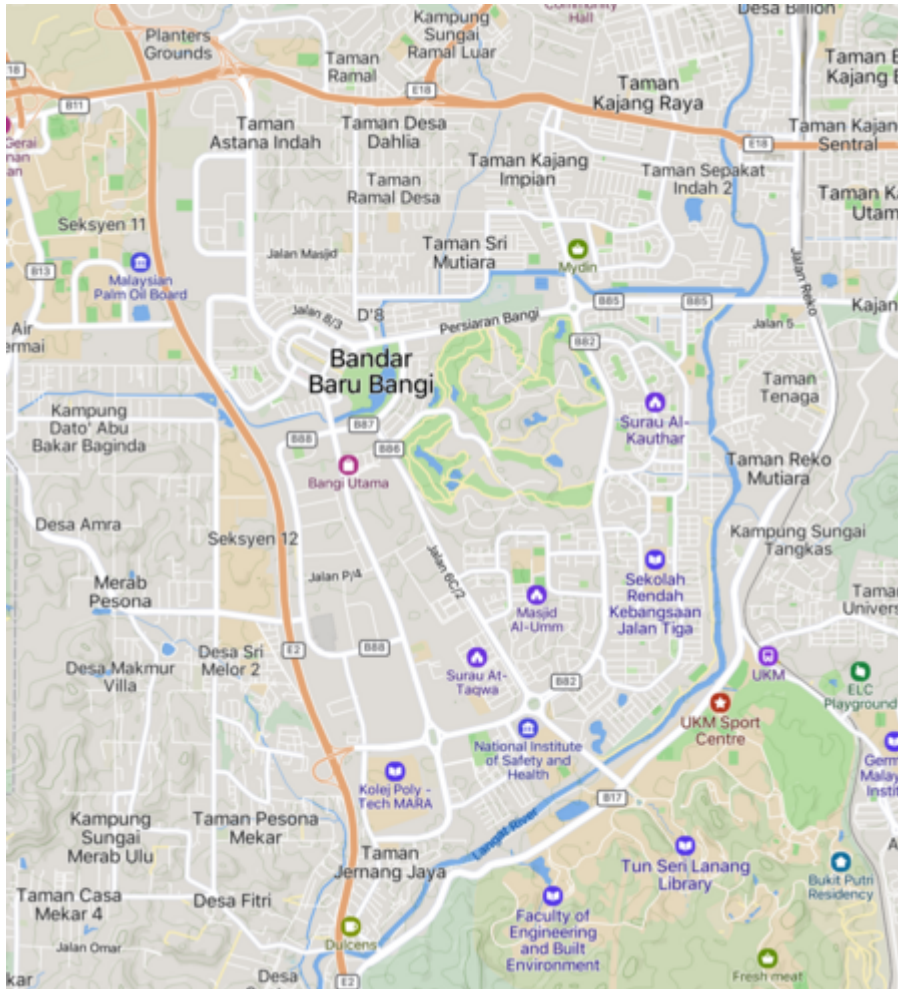 Community
Hall
Desa Billion
Planters
Grounds
Kampung
Sungai
Ramal Luar
Taman
Ramal
E18
Taman
Kajang Raya
B11
Gerai
Taman
Astana Indah
Taman Desa
Dahlia
E18
Sentral
Taman Kajang
Impian
Taman
Ramal Desa
Taman Sepakat
Indah 2
Seksyen 11
Jalan Masjid
Taman Sri
Mutiara
Mydin
B13
Malaysian
Palm Oil Board
Jalan Reko
Jalan 8/3
D'8
Persiaran Bangi
B85
B85
Air
Jalan 5
B82
Bandar
Baru Bangi
Taman
Tenaga
Kampung
Dato' Abu
Bakar Baginda
Surau Al-
Kauthar
B87
B88
B86
Bangi Utama
Taman Reko
Mutiara
Desa Amra
Seksyen 12
Kampung Sungai
Tangkas
Jalan P/4
Jalan 6C/2
Merab
Pesona
Masjid
Al-Umm
Sekolah
Rendah
Kebangsaan
Jalan Tiga
E2
B88
Desa Makmur
Villa
Desa Sri
Melor 2
Surau At-
Taqwa
B82
UKM
ELC
Playground
UKM Sport
Centre
National Institute
of Safety and
Health
Kolej Poly -
Tech MARA
B17
Kampung
Sungai
Merab Ulu
Taman Pesona
Mekar
Langat River
Taman
Jernang Jaya
Tun Seri Lanang
Library
Bukit Putri
Residency
Taman Casa
Mekar 4
Desa Fitri
Faculty of
Engineering
and Built
Environment
Dulcens
Jalan Omar
Desa
E2
Fresh meat